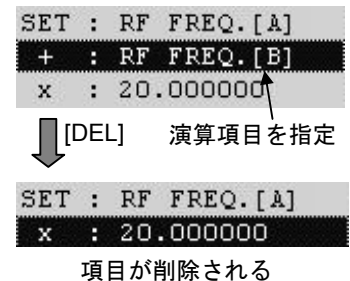 SET : RF FREQ.[A]
+ : RF FREQ.[B]
x : 20.000000
[DEL] 演算項目を指定
SET : RF FREQ.[A]
x : 20.000000
項目が削除される